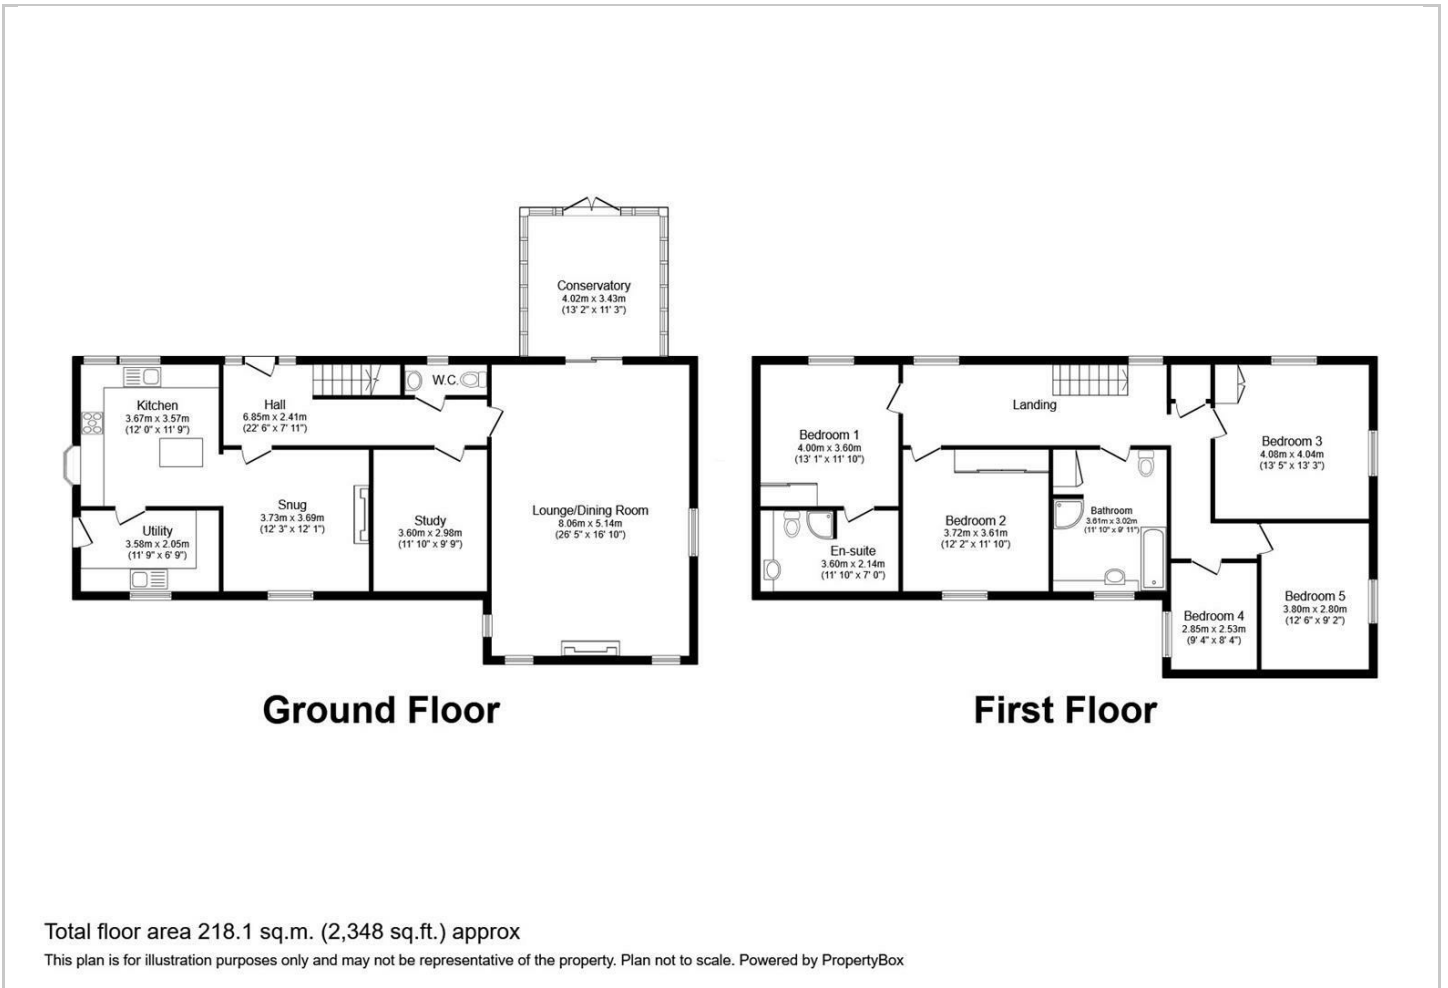 Conservatory
4.02m x 3.43m
(13' 2" x 11' 3")
Kitchen
3.67m x 3.57m
(12' 0" x 11' 9")
Hall
6.85m x 2.41m
(22' 6" x 7' 11")
W.C.
Snug
3.73m x 3.69m
(12' 3" x 12' 1")
Study
3.60m x 2.98m
(11' 10" x 9' 9")
Lounge/Dining Room
8.06m x 5.14m
(26' 5" x 16' 10")
Utility
3.58m x 2.05m
(11' 9" x 6' 9")
Ground Floor
Landing
Bedroom 1
4.00m x 3.60m
(13' 1" x 11' 10")
Bedroom 3
4.08m x 4.04m
(13' 5" x 13' 3")
Bedroom 2
3.72m x 3.61m
(12' 2" x 11' 10")
Bathroom
3.61m x 3.02m
(11' 10" x 9' 11")
En-suite
3.60m x 2.14m
(11' 10" x 7' 0")
Bedroom 4
2.85m x 2.53m
(9' 4" x 8' 4")
Bedroom 5
3.80m x 2.80m
(12' 6" x 9' 2")
First Floor
Total floor area 218.1 sq.m. (2,348 sq.ft.) approx
This plan is for illustration purposes only and may not be representative of the property. Plan not to scale. Powered by PropertyBox